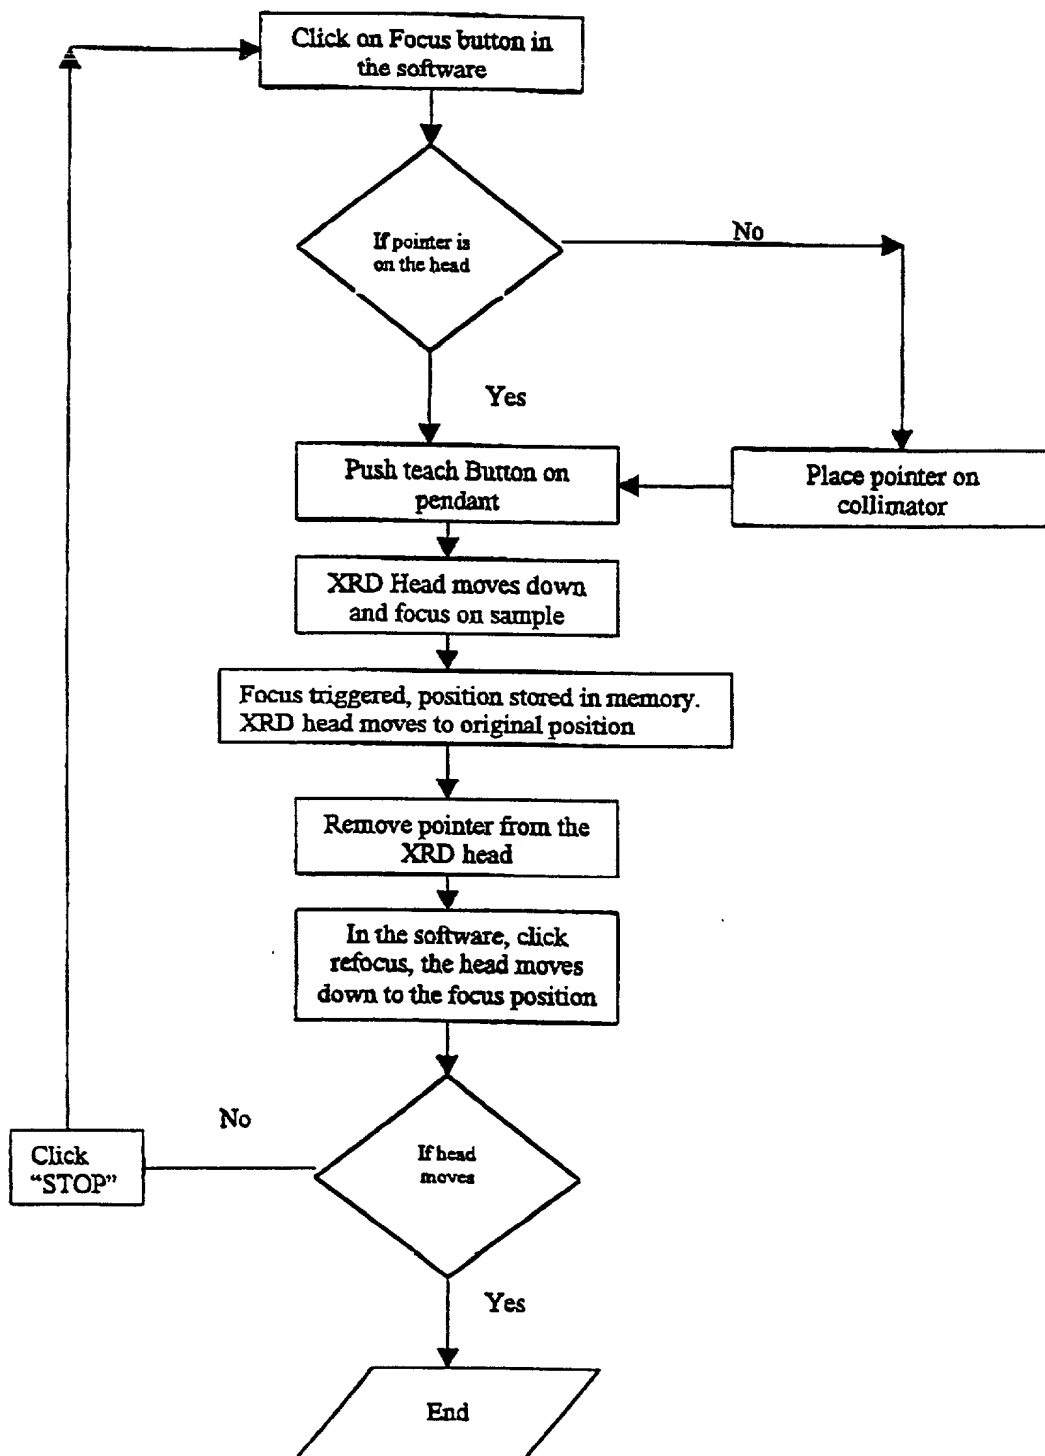 Click on Focus button in
the software
If pointer is
on the head
No
Yes
Push teach Button on
pendant
Place pointer on
collimator
XRD Head moves down
and focus on sample
Focus triggered, position stored in memory.
XRD head moves to original position
Remove pointer from the
XRD head
In the software, click
refocus, the head moves
down to the focus position
No
Click
“STOP”
If head
moves
Yes
End